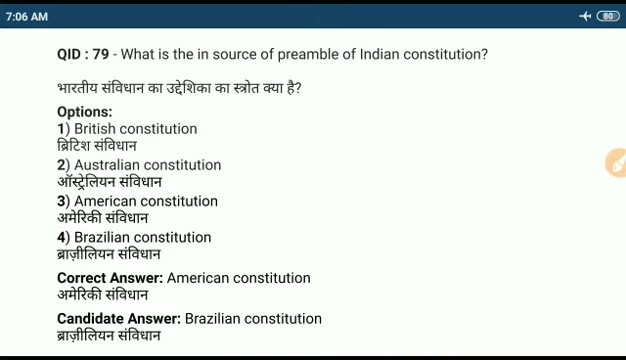 7:06 AM
80
QID : 79 - What is the in source of preamble of Indian constitution?
भारतीय संविधान का उद्देशिका का स्त्रोत क्या है?
Options:
1) British constitution
ब्रिटिश संविधान
2) Australian constitution
ऑस्ट्रेलियन संविधान
3) American constitution
अमेरिकी संविधान
4) Brazilian constitution
ब्राज़ीलियन संविधान
Correct Answer: American constitution
अमेरिकी संविधान
Candidate Answer: Brazilian constitution
ब्राज़ीलियन संविधान